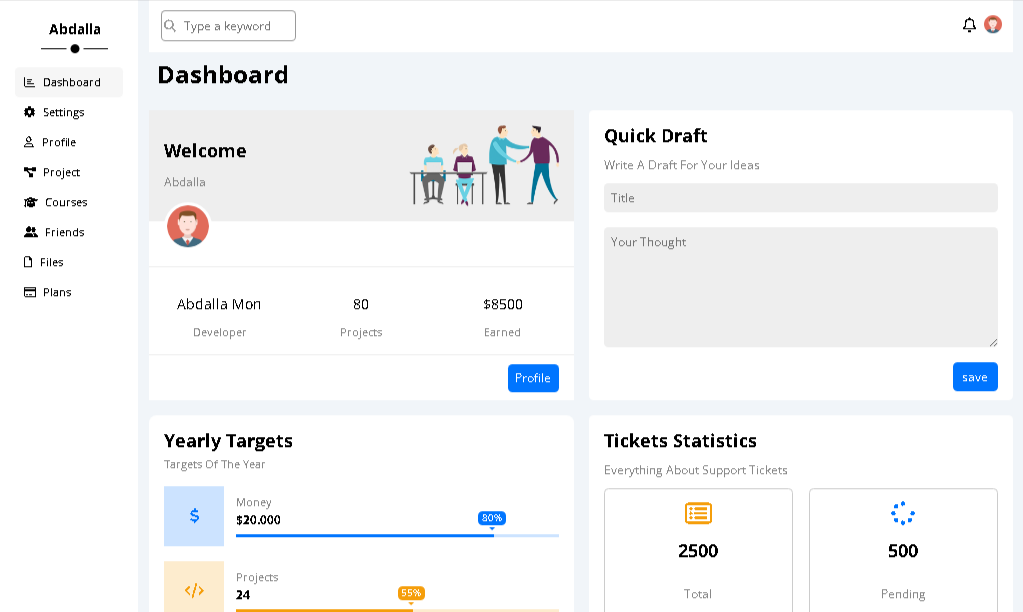 Abdalla
Dashboard
Settings
Profile
Project
Courses
Friends
Files
Plans
Type a keyword
Dashboard
Welcome
Abdalla
Abdalla Mon
Developer
80
Projects
$8500
Earned
Profile
Quick Draft
Write A Draft For Your Ideas
Title
Your Thought
save
Yearly Targets
Targets Of The Year
$
Money
$20.000
80%
</>
Projects
24
55%
Tickets Statistics
Everything About Support Tickets
2500
Total
500
Pending